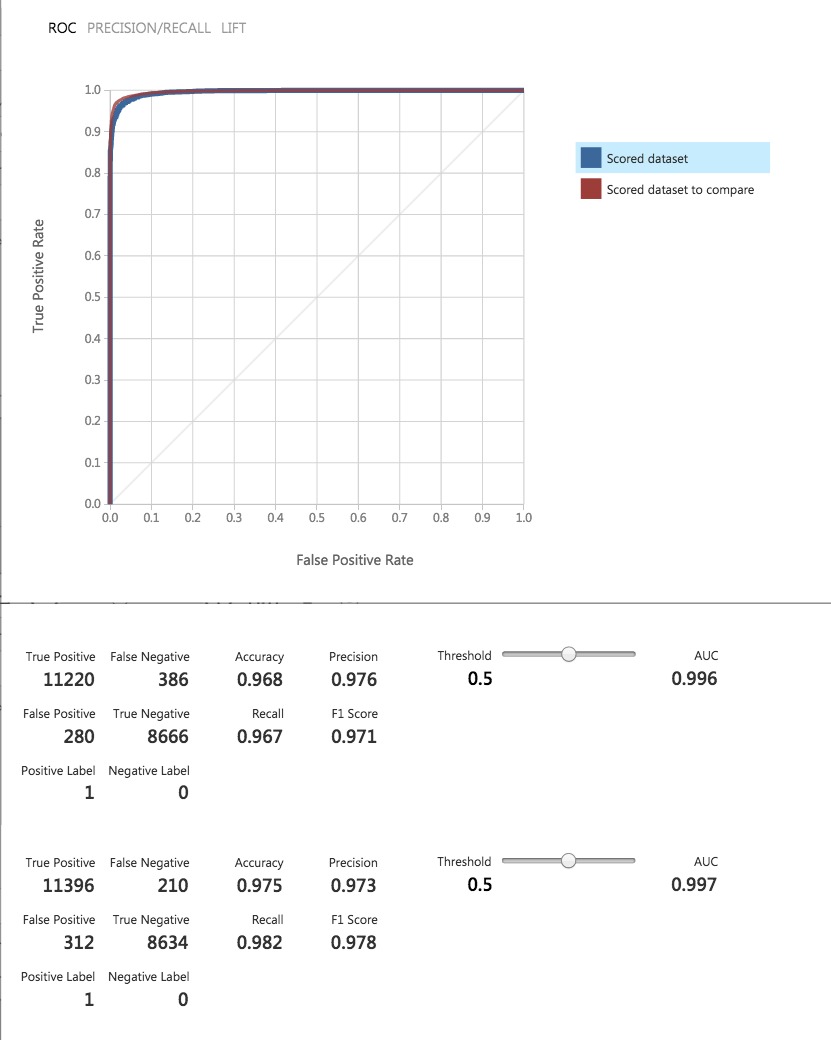 ROC PRECISION/RECALL LIFT
1.0
0.9
0.8
0.7
0.6
0.5
0.4
0.3
0.2
0.1
0.0
True Positive Rate
0.0 0.1 0.2 0.3 0.4 0.5 0.6 0.7 0.8 0.9 1.0
False Positive Rate
Scored dataset
Scored dataset to compare
True Positive False Negative Accuracy Precision Threshold AUC
11220 386 0.968 0.976 0.5 0.996
False Positive True Negative Recall F1 Score
280 8666 0.967 0.971
Positive Label Negative Label
1 0
True Positive False Negative Accuracy Precision Threshold AUC
11396 210 0.975 0.973 0.5 0.997
False Positive True Negative Recall F1 Score
312 8634 0.982 0.978
Positive Label Negative Label
1 0